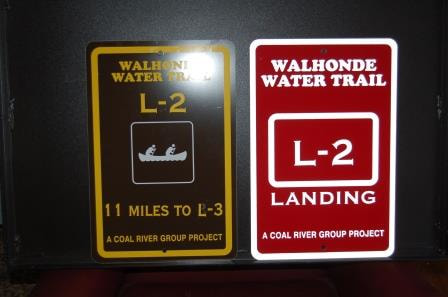 WALHONDE
WATER TRAIL
L-2
11 MILES TO L-3
A COAL RIVER GROUP PROJECT
WALHONDE
WATER TRAIL
L-2
LANDING
A COAL RIVER GROUP PROJECT